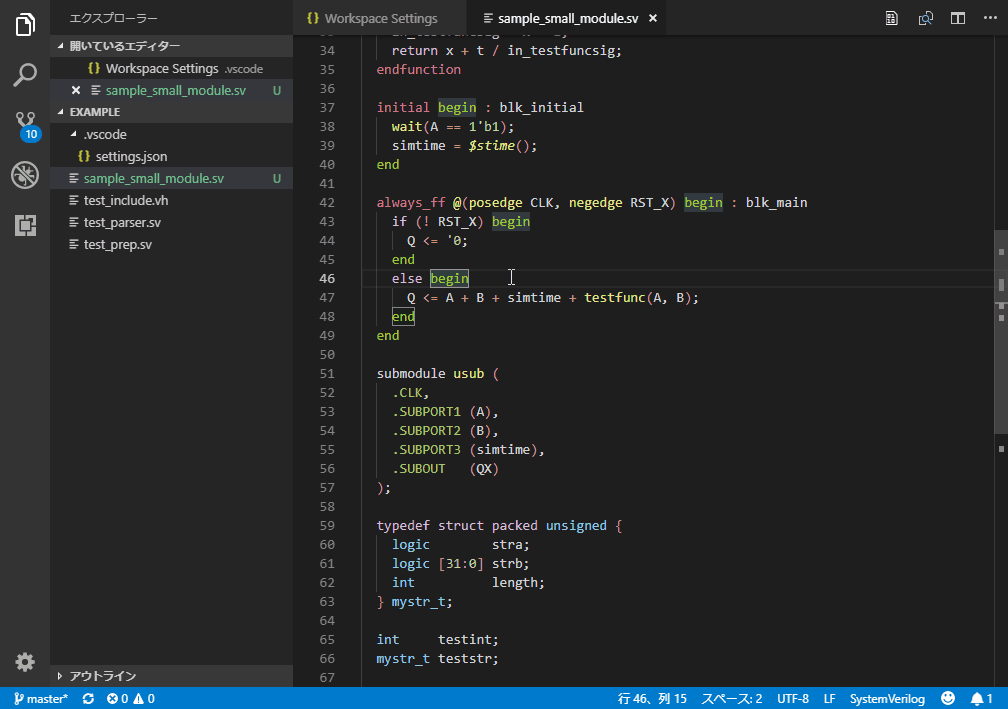 エクスプローラー
開いているエディター
{} Workspace Settings .vscode
× sample_small_module.sv U
EXAMPLE
.vscode
{} settings.json
sample_small_module.sv U
test_include.vh
test_parser.sv
test_prep.sv
アウトライン
10
{} Workspace Settings
sample_small_module.sv ×
34 return x + t / in_testfuncsig;
35 endfunction
36
37 initial begin : blk_initial
38 wait(A == 1'b1);
39 simtime = $stime();
40 end
41
42 always_ff @(posedge CLK, negedge RST_X) begin : blk_main
43 if (! RST_X) begin
44 Q <= '0;
45 end
46 else begin
47 Q <= A + B + simtime + testfunc(A, B);
48 end
49 end
50
51 submodule usub (
52 .CLK,
53 .SUBPORT1 (A),
54 .SUBPORT2 (B),
55 .SUBPORT3 (simtime),
56 .SUBOUT (QX)
57 );
58
59 typedef struct packed unsigned {
60 logic stra;
61 logic [31:0] strb;
62 int length;
63 } mystr_t;
64
65 int testint;
66 mystr_t teststr;
67
master* 0 0 行 46、列 15 スペース: 2 UTF-8 LF SystemVerilog 1